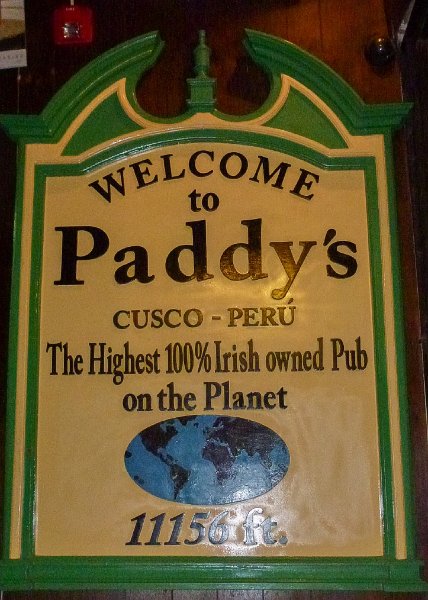 WELCOME
to
Paddy's
CUSCO - PERÚ
The Highest 100% Irish owned Pub
on the Planet
11156 ft.